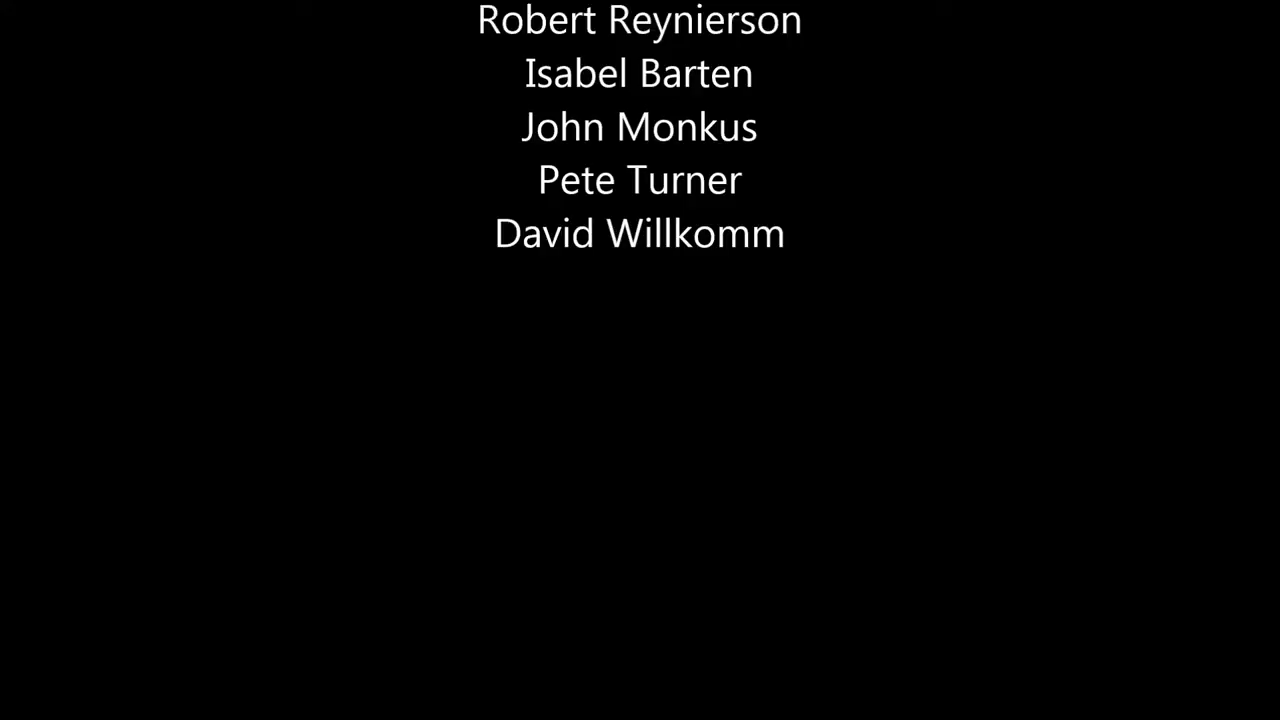 Robert Reynierson
Isabel Barten
John Monkus
Pete Turner
David Willkomm